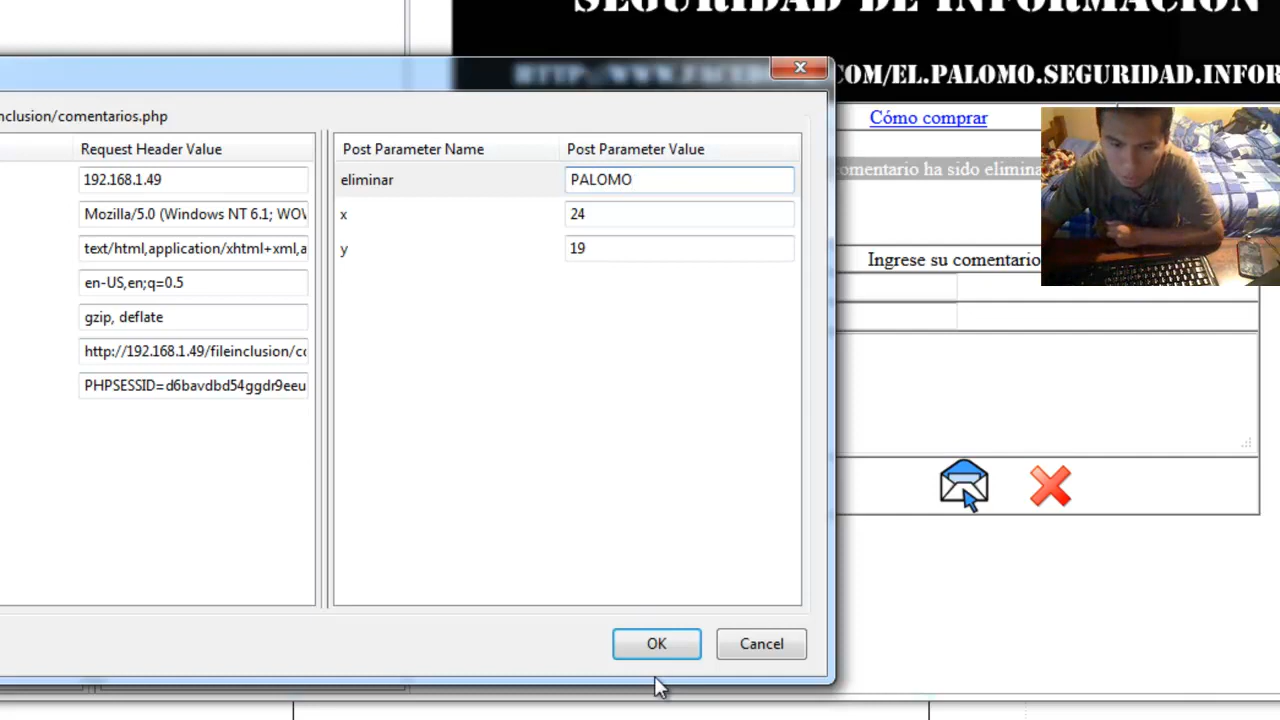 SEGURIDAD DE INFORMACIÓN
COM/EL.PALOMO.SEGURIDAD.INFOR
nclusion/comentarios.php
Cómo comprar
Request Header Value
Post Parameter Name
Post Parameter Value
omentario ha sido elimina
192.168.1.49
eliminar
PALOMO
Mozilla/5.0 (Windows NT 6.1; WOV
x
24
text/html,application/xhtml+xml,a
y
19
Ingrese su comentario
en-US,en;q=0.5
gzip, deflate
http://192.168.1.49/fileinclusion/co
PHPSESSID=d6bavdbd54ggdr9eeu
OK
Cancel